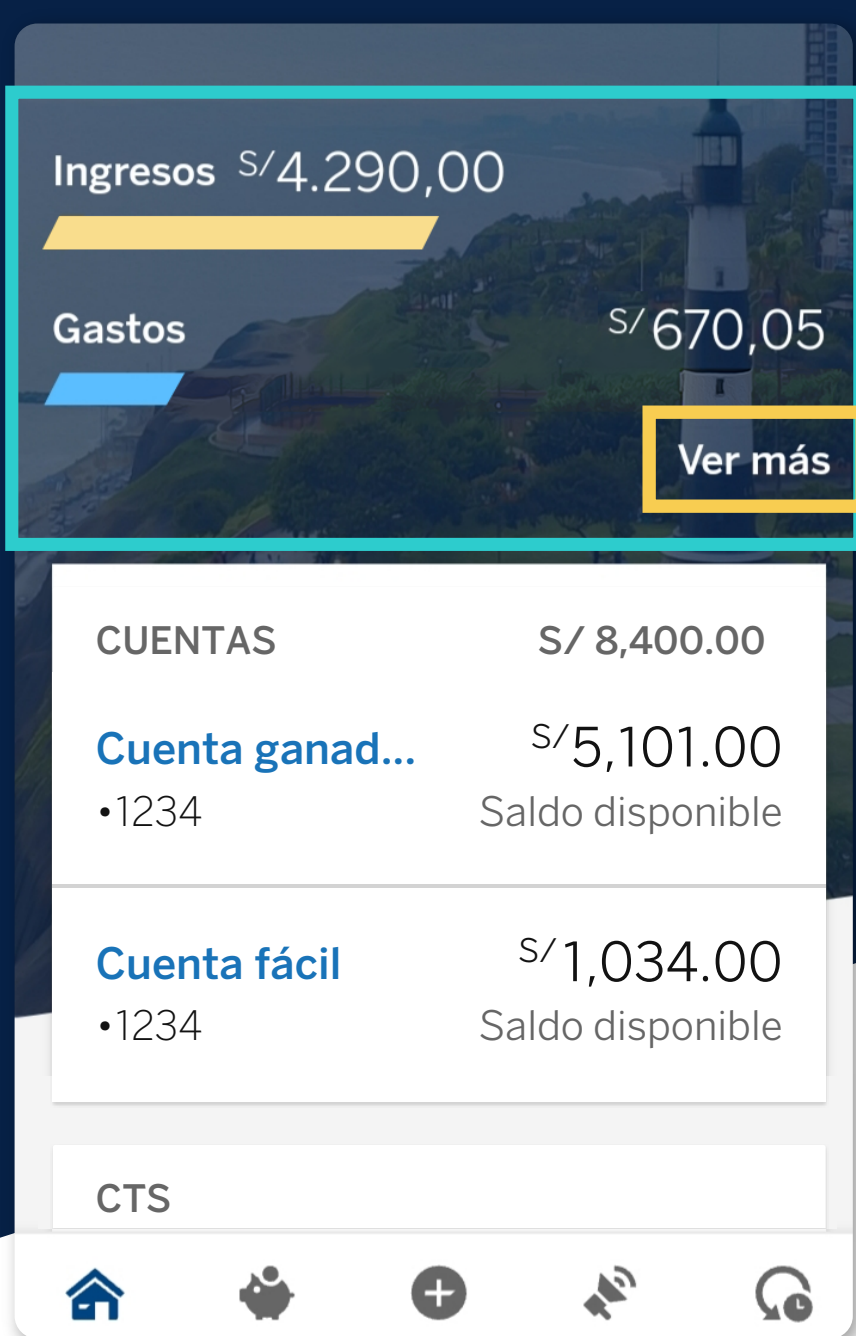 Ingresos S/4.290,00
Gastos S/670,05
Ver más
CUENTAS S/ 8,400.00
Cuenta ganad... S/5,101.00
•1234 Saldo disponible
Cuenta fácil S/1,034.00
•1234 Saldo disponible
CTS